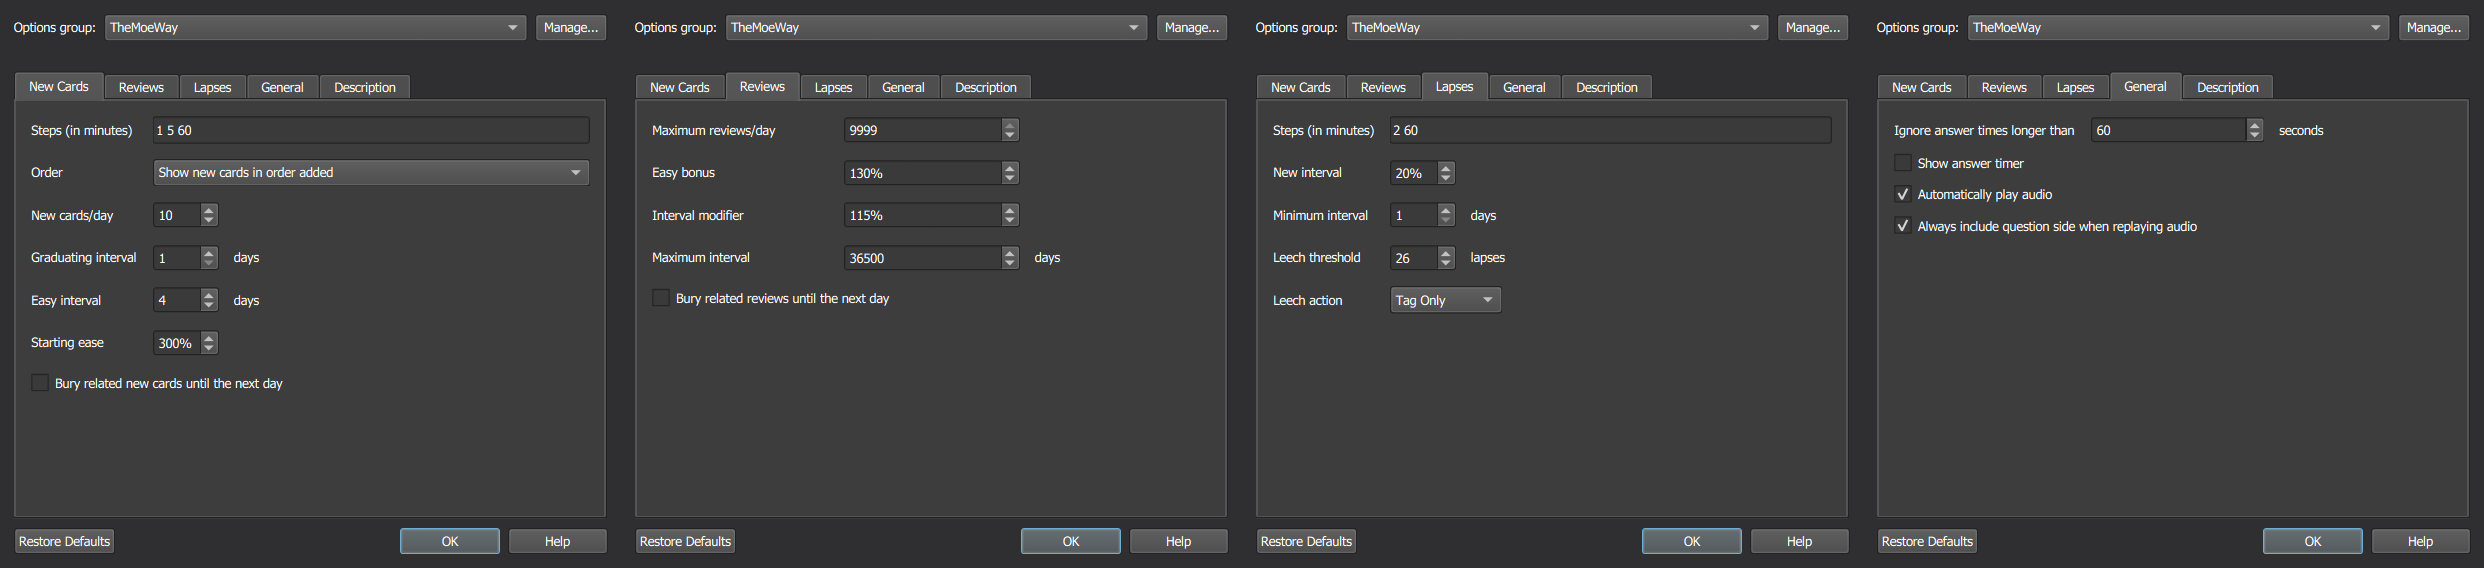 Options group: TheMoeWay Manage...
New Cards Reviews Lapses General Description
Steps (in minutes) 1 5 60
Order Show new cards in order added
New cards/day 10
Graduating interval 1 days
Easy interval 4 days
Starting ease 300%
Bury related new cards until the next day
Restore Defaults OK Help
Options group: TheMoeWay Manage...
New Cards Reviews Lapses General Description
Maximum reviews/day 9999
Easy bonus 130%
Interval modifier 115%
Maximum interval 36500 days
Bury related reviews until the next day
Restore Defaults OK Help
Options group: TheMoeWay Manage...
New Cards Reviews Lapses General Description
Steps (in minutes) 2 60
New interval 20%
Minimum interval 1 days
Leech threshold 26 lapses
Leech action Tag Only
Restore Defaults OK Help
Options group: TheMoeWay Manage...
New Cards Reviews Lapses General Description
Ignore answer times longer than 60 seconds
Show answer timer
Automatically play audio
Always include question side when replaying audio
Restore Defaults OK Help